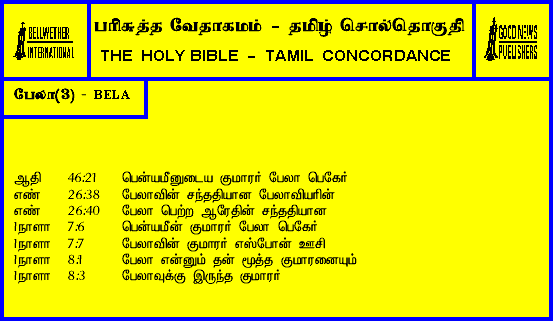 BELLWETHER
INTERNATIONAL
பரிசுத்த வேதாகமம் - தமிழ் சொல்தொகுதி
THE HOLY BIBLE - TAMIL CONCORDANCE
GOOD NEWS
PUBLISHERS
பேலா(3) - BELA
ஆதி 46:21 பென்யமீனுடைய குமாரர் பேலா பெகேர்
எண் 26:38 பேலாவின் சந்ததியான பேலாவியரின்
எண் 26:40 பேலா பெற்ற ஆரேதின் சந்ததியான
1நாளா 7:6 பென்யமீன் குமாரர் பேலா பெகேர்
1நாளா 7:7 பேலாவின் குமாரர் எஸ்போன் ஊசி
1நாளா 8:1 பேலா என்னும் தன் மூத்த குமாரனையும்
1நாளா 8:3 பேலாவுக்கு இருந்த குமாரர்